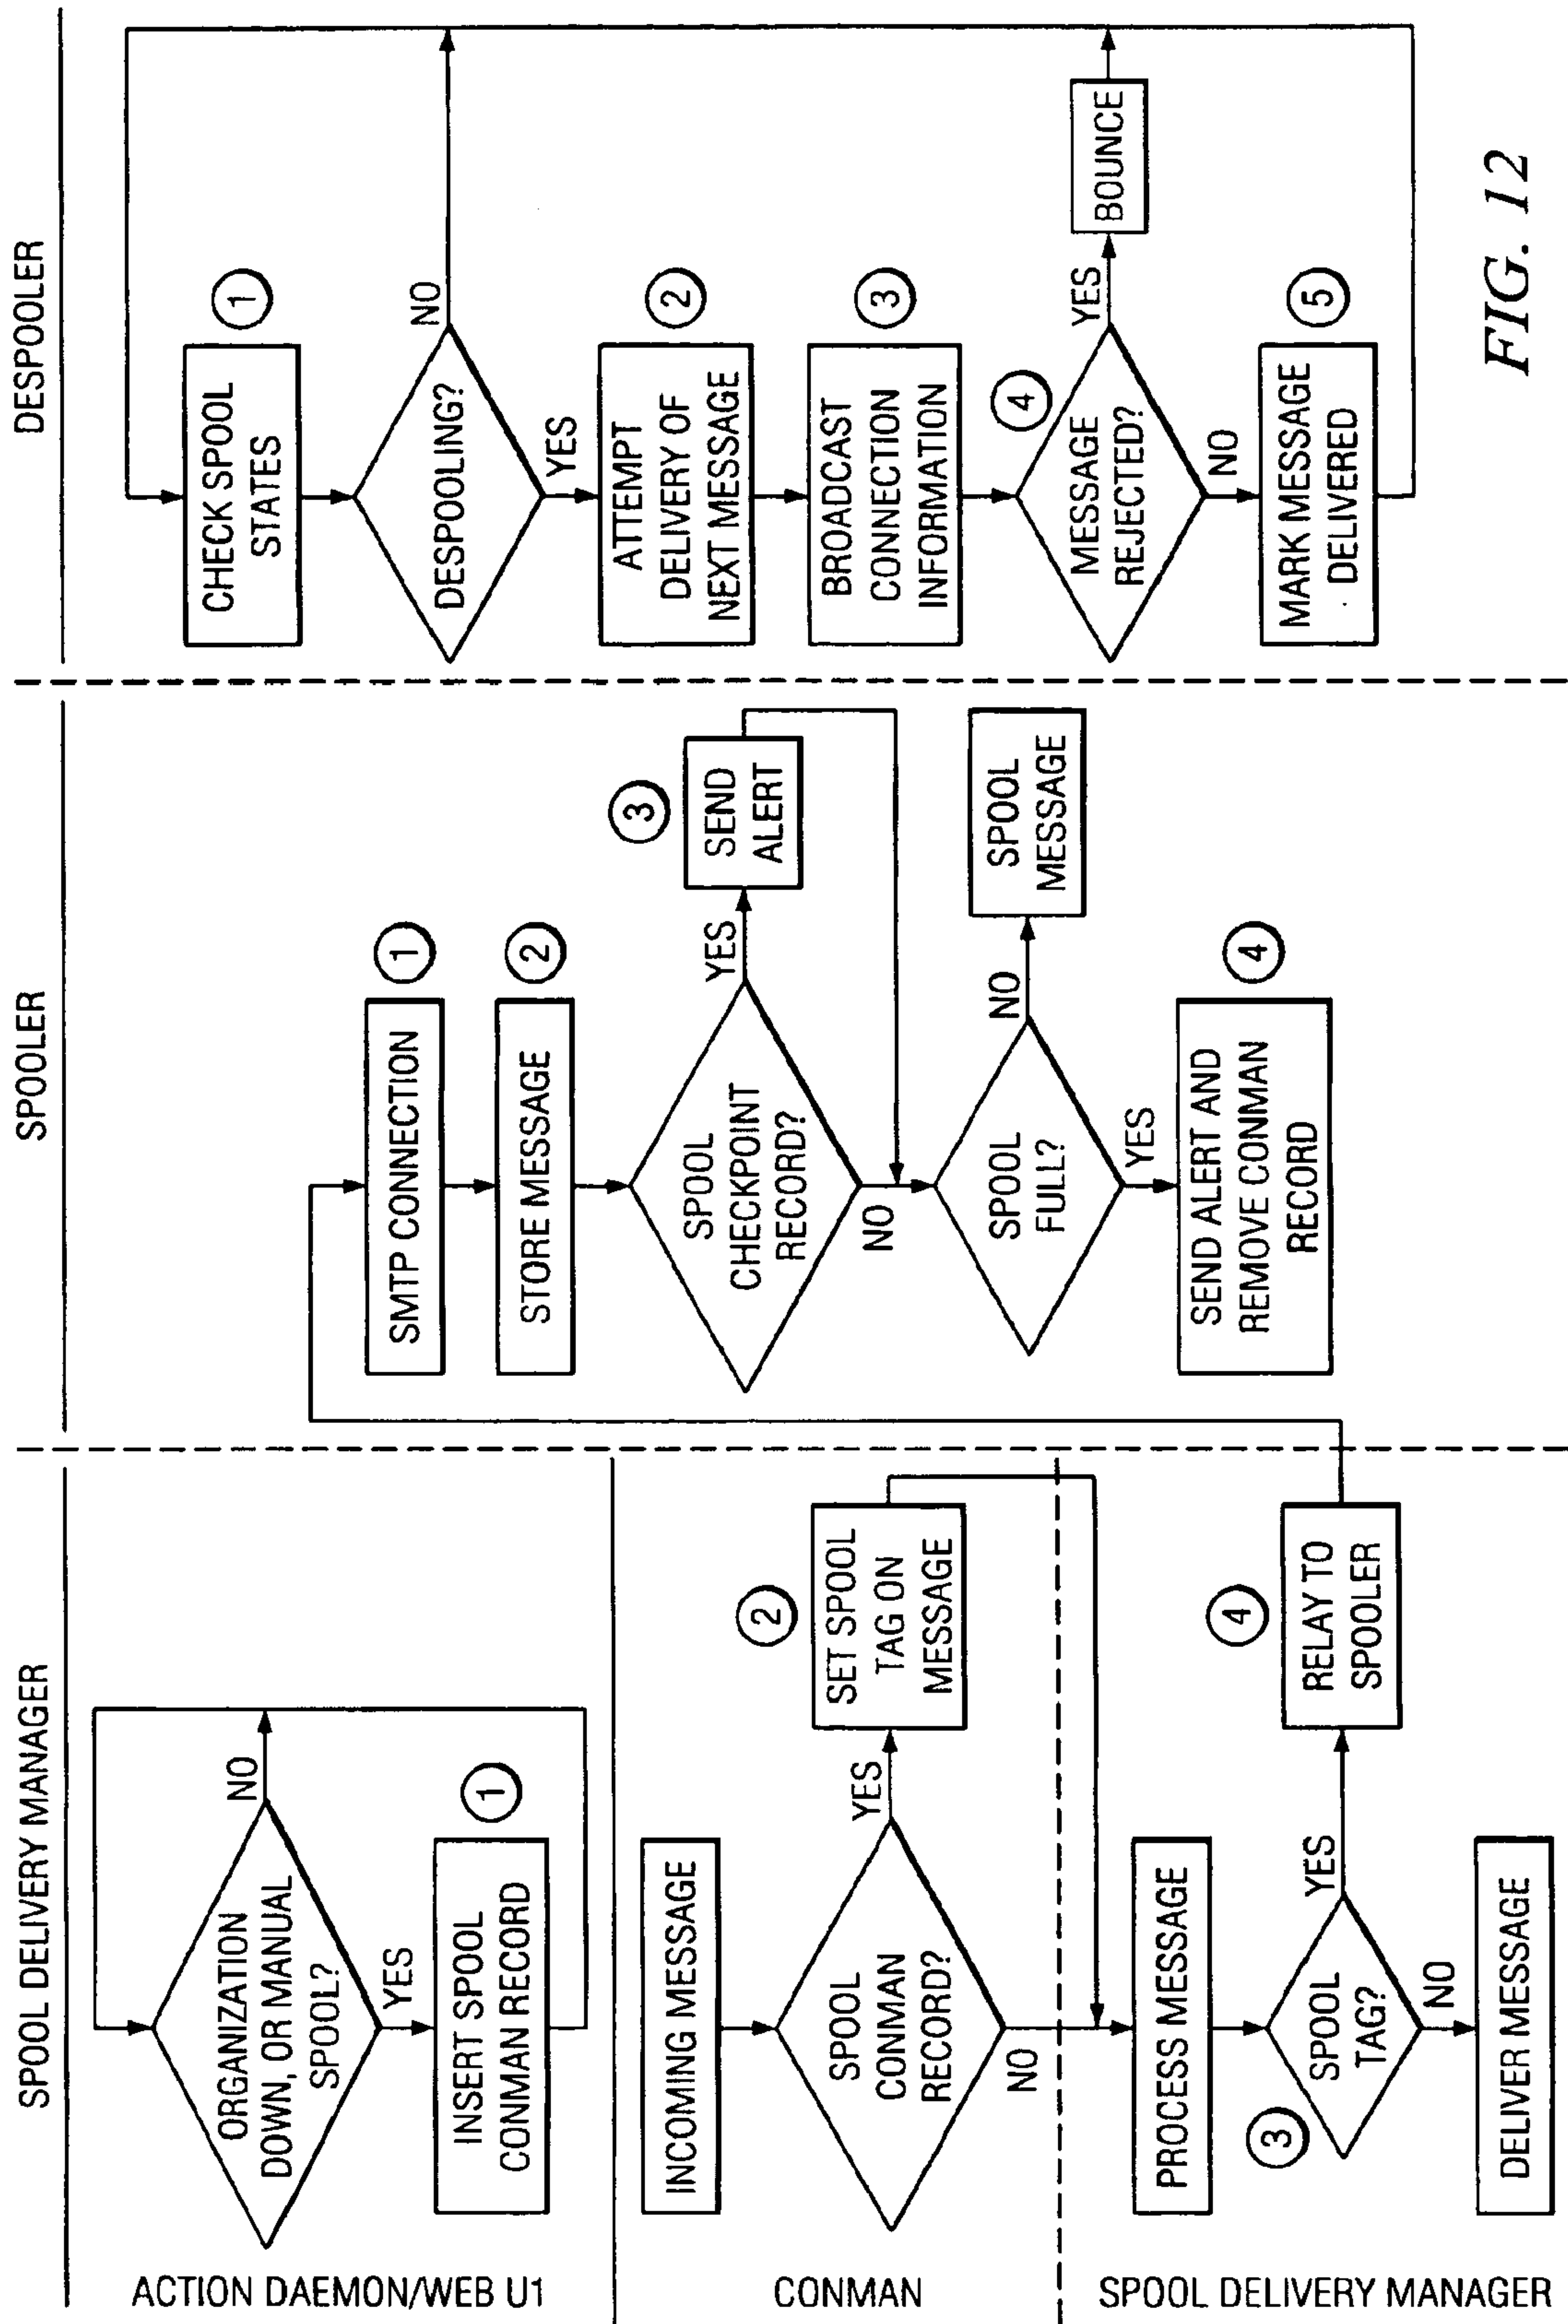 SPOOL DELIVERY MANAGER
ACTION DAEMON/WEB U1
ORGANIZATION
DOWN, OR MANUAL
SPOOL?
NO
YES
INSERT SPOOL
CONMAN RECORD
1
CONMAN
INCOMING MESSAGE
SPOOL
CONMAN
RECORD?
YES
NO
2
SET SPOOL
TAG ON
MESSAGE
SPOOL DELIVERY MANAGER
PROCESS MESSAGE
3
SPOOL
TAG?
YES
NO
4
RELAY TO
SPOOLER
DELIVER MESSAGE
SPOOLER
SMTP CONNECTION
1
STORE MESSAGE
2
SPOOL
CHECKPOINT
RECORD?
YES
NO
3
SEND
ALERT
SPOOL
FULL?
NO
YES
SPOOL
MESSAGE
SEND ALERT AND
REMOVE CONMAN
RECORD
4
DESPOOLER
CHECK SPOOL
STATES
1
DESPOOLING?
NO
YES
ATTEMPT
DELIVERY OF
NEXT MESSAGE
2
BROADCAST
CONNECTION
INFORMATION
3
4
MESSAGE
REJECTED?
YES
NO
BOUNCE
MARK MESSAGE
DELIVERED
5
FIG. 12